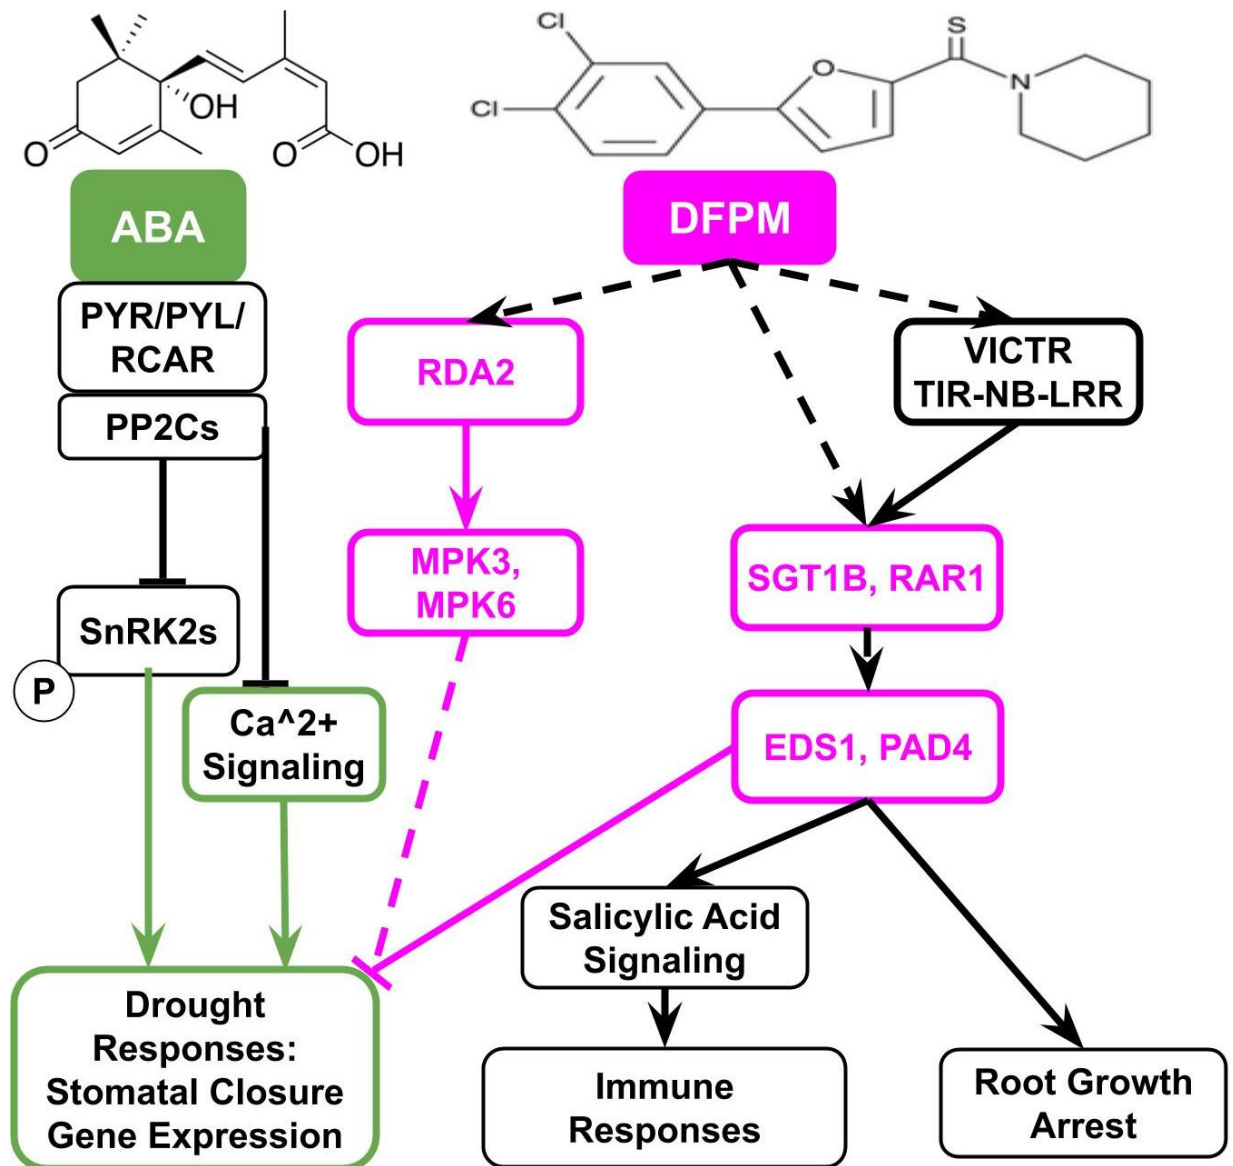 OH
O
O
OH
Cl
Cl
O
S
N
ABA
DFPM
PYR/PYL/
RCAR
PP2Cs
RDA2
VICTR
TIR-NB-LRR
MPK3,
MPK6
SGT1B, RAR1
SnRK2s
P
Ca^2+
Signaling
EDS1, PAD4
Salicylic Acid
Signaling
Drought
Responses:
Stomatal Closure
Gene Expression
Immune
Responses
Root Growth
Arrest